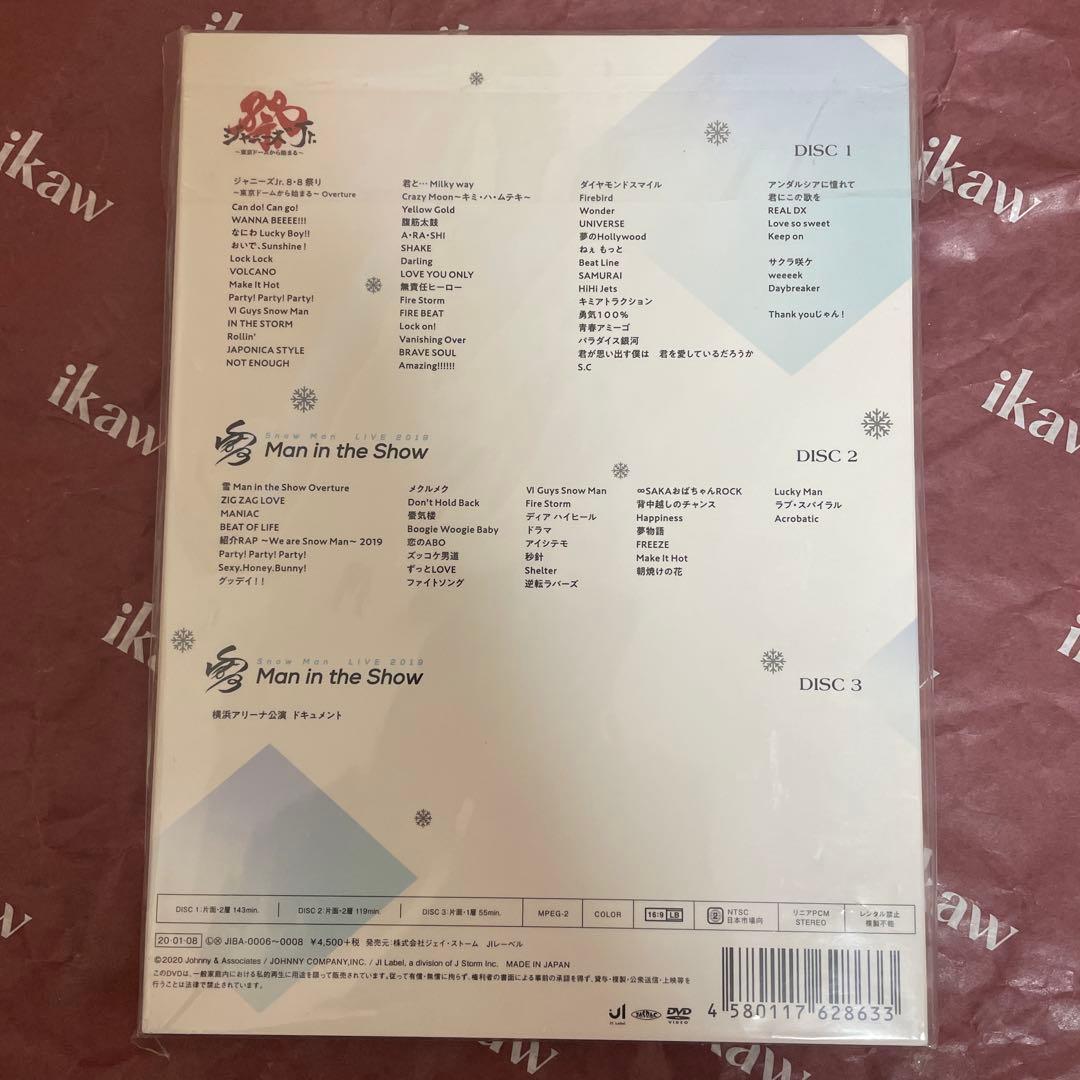 祭
ジャニーズJr.
～東京ドームから始まる～
DISC 1
ジャニーズJr. 8・8 祭り
～東京ドームから始まる～ Overture
Can do! Can go!
WANNA BEEEE!!!
なにわ Lucky Boy!!
おいで、Sunshine!
Lock Lock
VOLCANO
Make It Hot
Party! Party! Party!
VI Guys Snow Man
IN THE STORM
Rollin'
JAPONICA STYLE
NOT ENOUGH
君と… Milky way
Crazy Moon～キミ・ハ・ムテキ～
Yellow Gold
腹筋太鼓
A・RA・SHI
SHAKE
Darling
LOVE YOU ONLY
無責任ヒーロー
Fire Storm
FIRE BEAT
Lock on!
Vanishing Over
BRAVE SOUL
Amazing!!!!!!
ダイヤモンドスマイル
Firebird
Wonder
UNIVERSE
夢のHollywood
ねぇ もっと
Beat Line
SAMURAI
HiHi Jets
キミアトラクション
勇気100%
青春アミーゴ
パラダイス銀河
君が思い出す僕は 君を愛しているだろうか
S.C
アンダルシアに憧れて
君にこの歌を
REAL DX
Love so sweet
Keep on
サクラ咲ケ
weeeek
Daybreaker
Thank youじゃん!
雪
Snow Man LIVE 2019
Man in the Show
DISC 2
雪 Man in the Show Overture
ZIG ZAG LOVE
MANIAC
BEAT OF LIFE
紹介RAP ～We are Snow Man～ 2019
Party! Party! Party!
Sexy.Honey.Bunny!
グッデイ!!
メクルメク
Don't Hold Back
蜃気楼
Boogie Woogie Baby
恋のABO
ズッコケ男道
ずっとLOVE
ファイトソング
VI Guys Snow Man
Fire Storm
ディア ハイヒール
ドラマ
アイシテモ
秒針
Shelter
逆転ラバーズ
∞SAKAおばちゃんROCK
背中越しのチャンス
Happiness
夢物語
FREEZE
Make It Hot
朝焼けの花
Lucky Man
ラブ・スパイラル
Acrobatic
雪
Snow Man LIVE 2019
Man in the Show
DISC 3
横浜アリーナ公演 ドキュメント
DISC 1:片面・2層 143min.
DISC 2:片面・2層 119min.
DISC 3:片面・1層 55min.
MPEG-2
COLOR
16:9 LB
2 NTSC 日本市場向
リニアPCM STEREO
レンタル禁止 複製不能
20・01・08 ⓁⓍ JIBA-0006～0008 ¥4,500+税 発売元:株式会社ジェイ・ストーム JIレーベル
©2020 Johnny & Associates / JOHNNY COMPANY,INC. / JI Label, a division of J Storm Inc. MADE IN JAPAN
このDVDは、一般家庭内における私的再生に用途を限って販売されています。従って有償・無償に拘らず、権利者の書面による事前の承諾を得ず、貸与・複製・公衆送信・上映等を
行うことは法律で禁止されています。
JI Label
DVD VIDEO
4 580117 628633
ikaw
ikaw
ikaw
ikaw
ikaw
ikaw